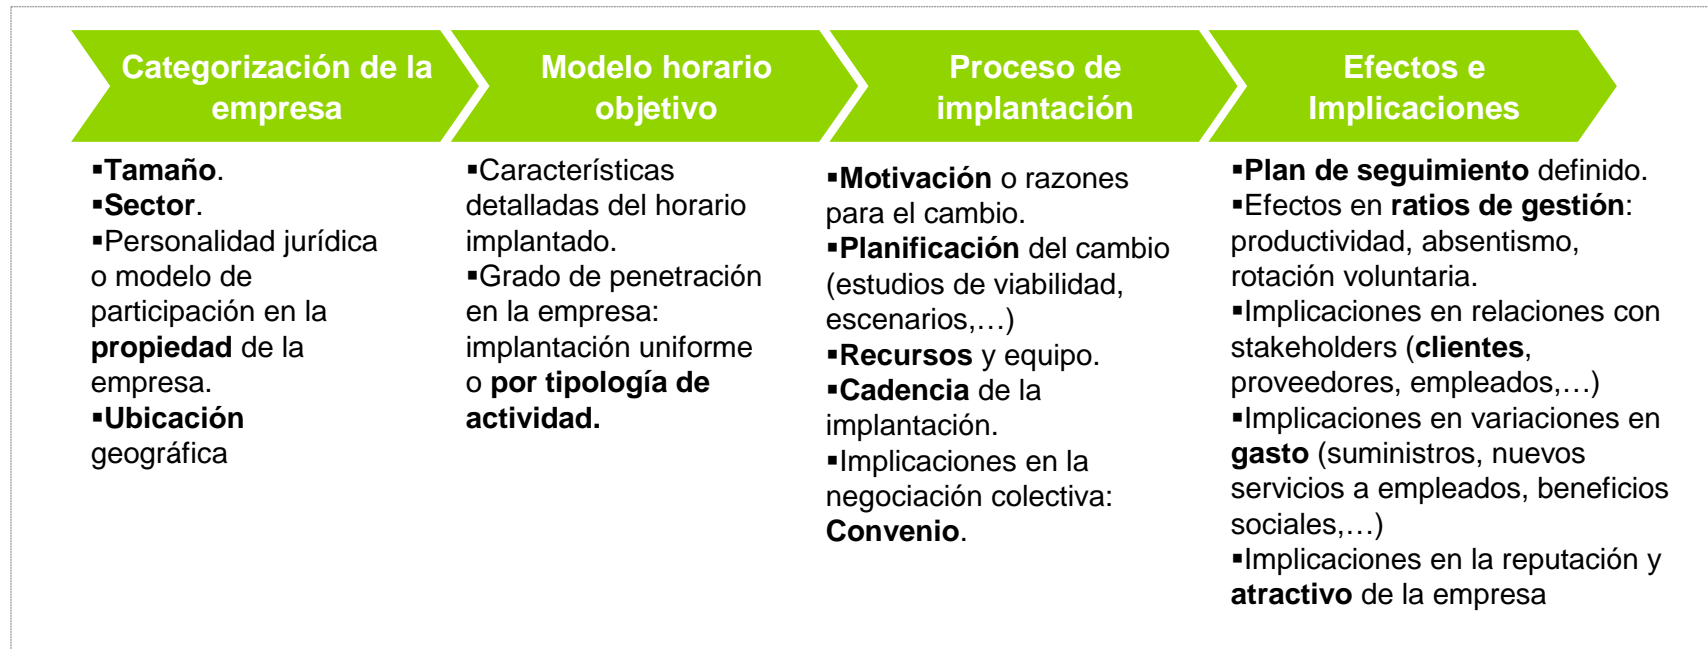 Categorización de la
empresa
▪Tamaño.
▪Sector.
▪Personalidad jurídica
o modelo de
participación en la
propiedad de la
empresa.
▪Ubicación
geográfica
Modelo horario
objetivo
▪Características
detalladas del horario
implantado.
▪Grado de penetración
en la empresa:
implantación uniforme
o por tipología de
actividad.
Proceso de
implantación
▪Motivación o razones
para el cambio.
▪Planificación del cambio
(estudios de viabilidad,
escenarios,…)
▪Recursos y equipo.
▪Cadencia de la
implantación.
▪Implicaciones en la
negociación colectiva:
Convenio.
Efectos e
Implicaciones
▪Plan de seguimiento definido.
▪Efectos en ratios de gestión:
productividad, absentismo,
rotación voluntaria.
▪Implicaciones en relaciones con
stakeholders (clientes,
proveedores, empleados,…)
▪Implicaciones en variaciones en
gasto (suministros, nuevos
servicios a empleados, beneficios
sociales,…)
▪Implicaciones en la reputación y
atractivo de la empresa